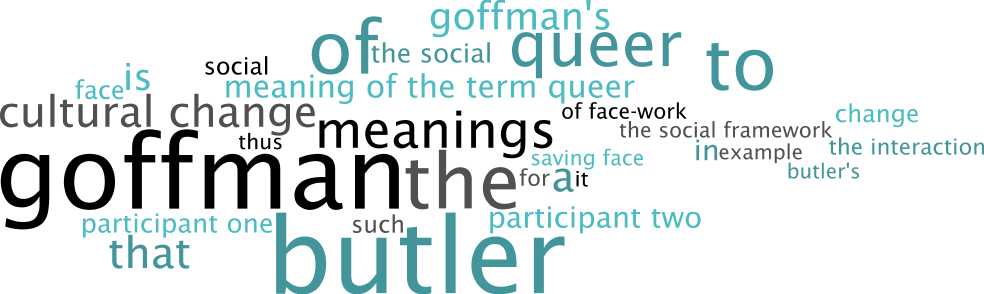 goffman's
of the social queer to
social
face is meaning of the term queer
cultural change meanings of face-work change
the social framework
thus the interaction
goffman the saving face in example
for a it butler's
participant one such participant two
that butler